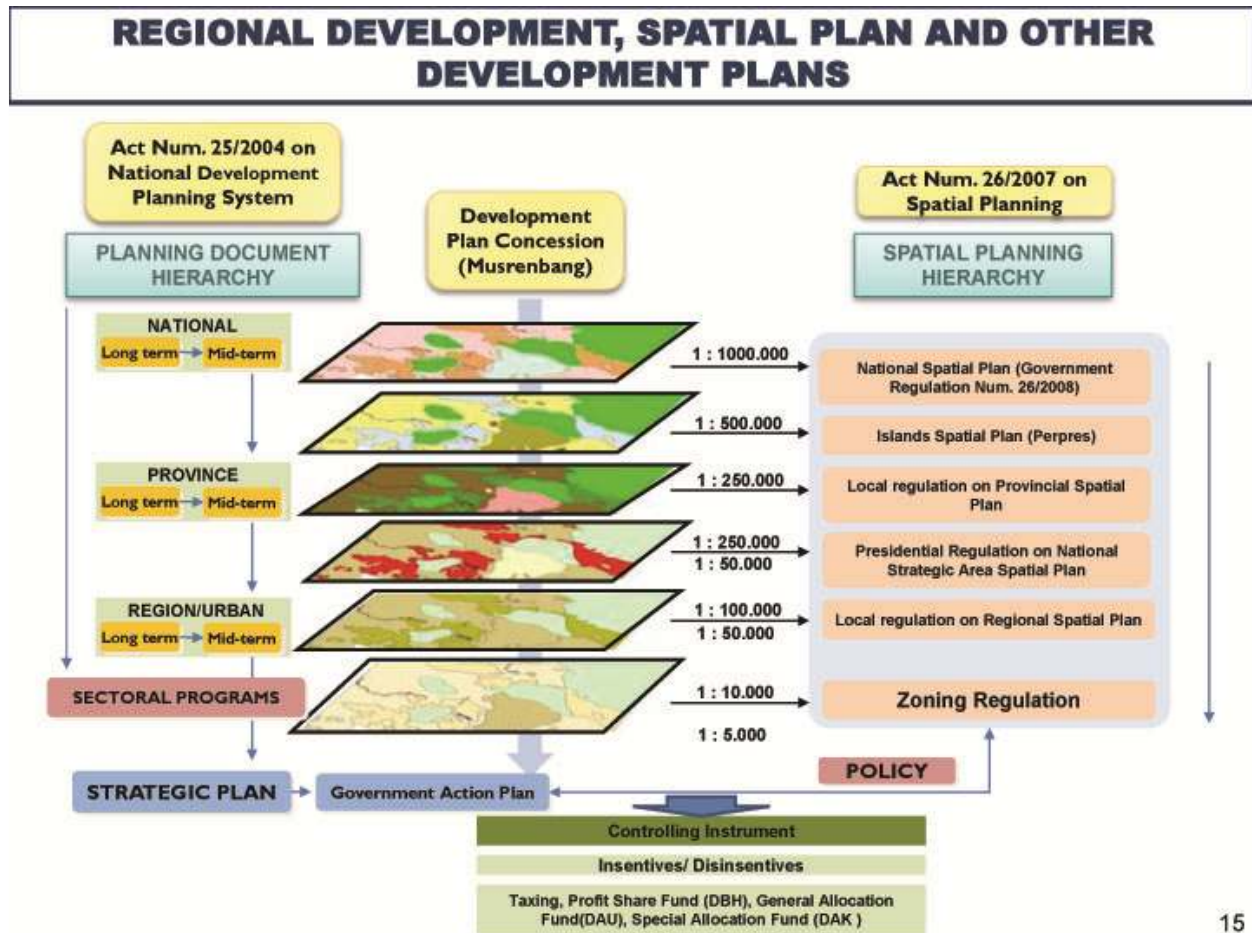 REGIONAL DEVELOPMENT, SPATIAL PLAN AND OTHER
DEVELOPMENT PLANS
Act Num. 25/2004 on
National Development
Planning System
PLANNING DOCUMENT
HIERARCHY
Development
Plan Concession
(Musrenbang)
Act Num. 26/2007 on
Spatial Planning
SPATIAL PLANNING
HIERARCHY
NATIONAL
Long term
Mid-term
PROVINCE
Long term
Mid-term
REGION/URBAN
Long term
Mid-term
SECTORAL PROGRAMS
STRATEGIC PLAN
Government Action Plan
1 : 1000.000
1 : 500.000
1 : 250.000
1 : 250.000
1 : 50.000
1 : 100.000
1 : 50.000
1 : 10.000
1 : 5.000
National Spatial Plan (Government
Regulation Num. 26/2008)
Islands Spatial Plan (Perpres)
Local regulation on Provincial Spatial
Plan
Presidential Regulation on National
Strategic Area Spatial Plan
Local regulation on Regional Spatial Plan
Zoning Regulation
POLICY
Controlling Instrument
Insentives/ Disinsentives
Taxing, Profit Share Fund (DBH), General Allocation
Fund(DAU), Special Allocation Fund (DAK )
15